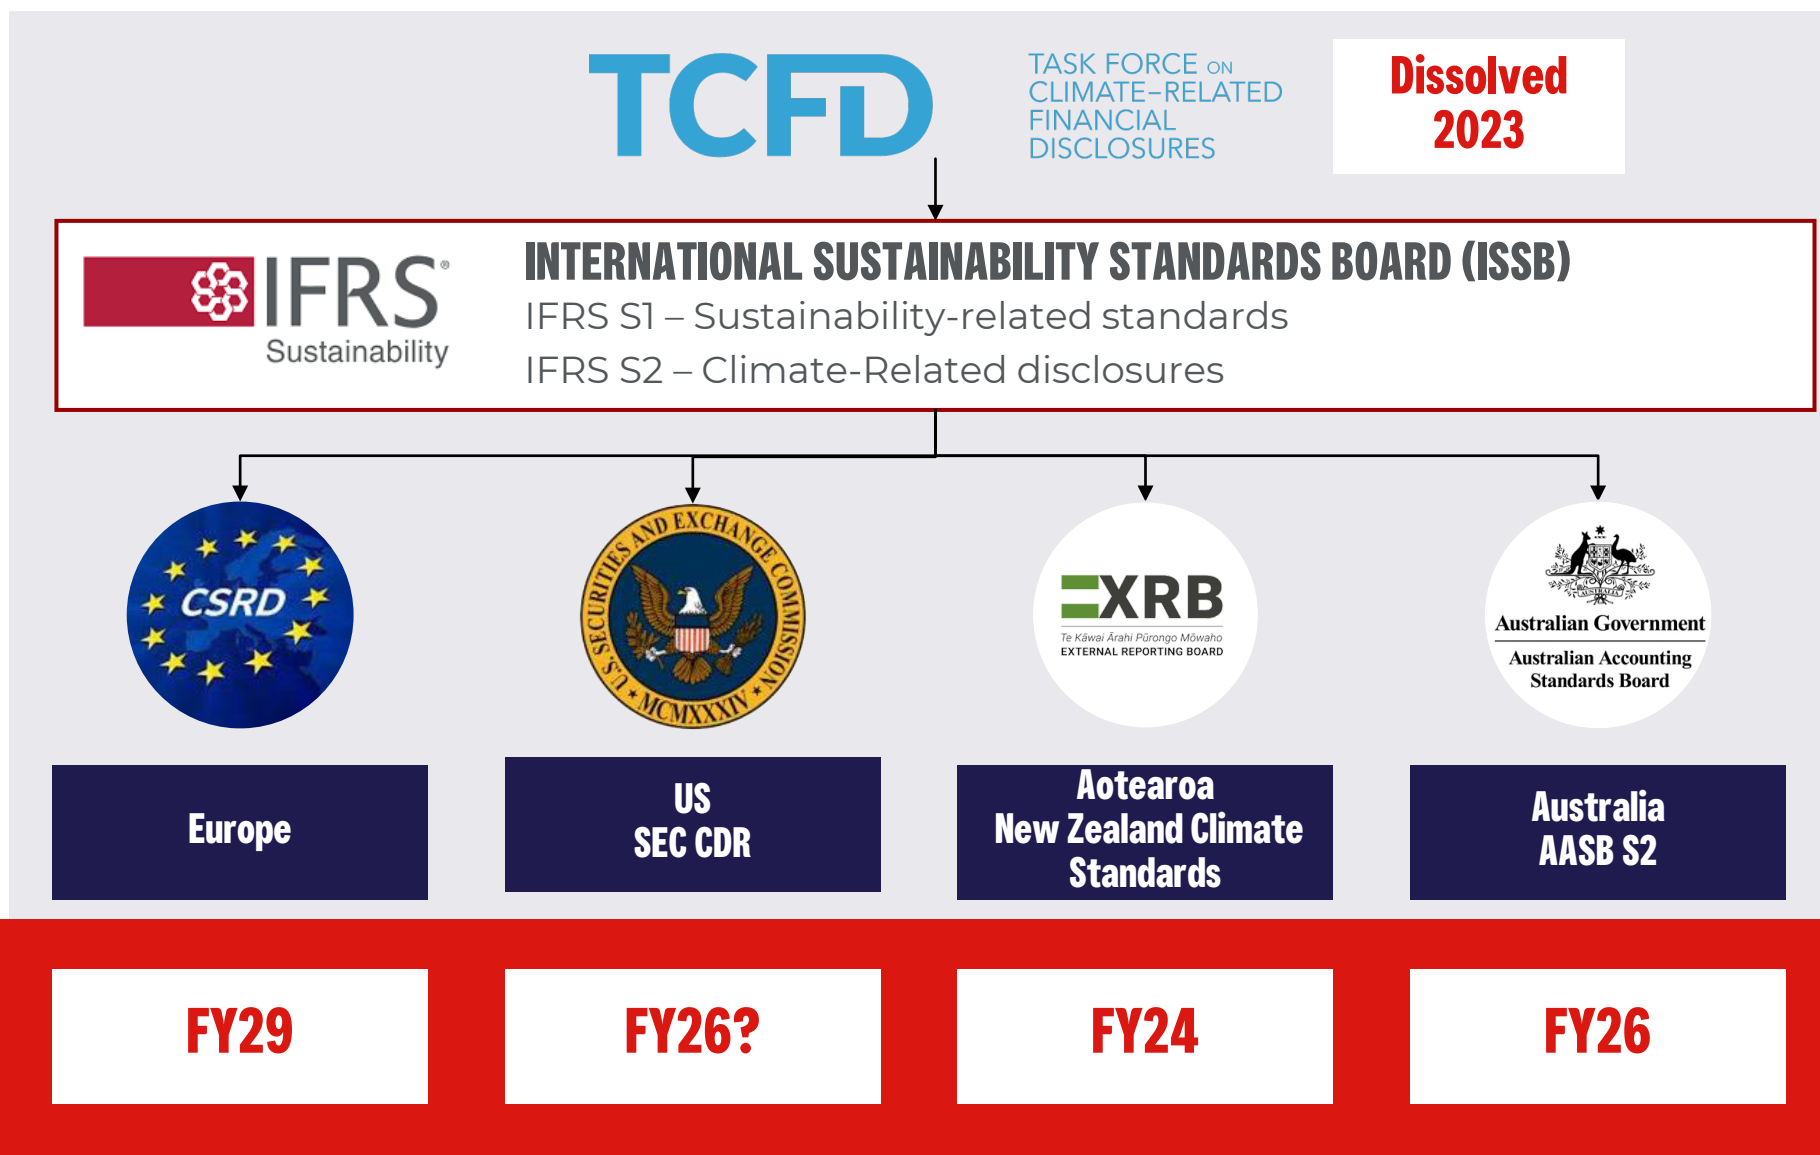 TCFD
TASK FORCE ON
CLIMATE-RELATED
FINANCIAL
DISCLOSURES
Dissolved
2023
IFRS®
Sustainability
INTERNATIONAL SUSTAINABILITY STANDARDS BOARD (ISSB)
IFRS S1 – Sustainability-related standards
IFRS S2 – Climate-Related disclosures
CSRD
U.S. SECURITIES AND EXCHANGE COMMISSION
MCMXXXIV
XRB
Te Kāwai Ārahi Pūrongo Mōwaho
EXTERNAL REPORTING BOARD
AUSTRALIA
Australian Government
Australian Accounting
Standards Board
Europe
US
SEC CDR
Aotearoa
New Zealand Climate
Standards
Australia
AASB S2
FY29
FY26?
FY24
FY26